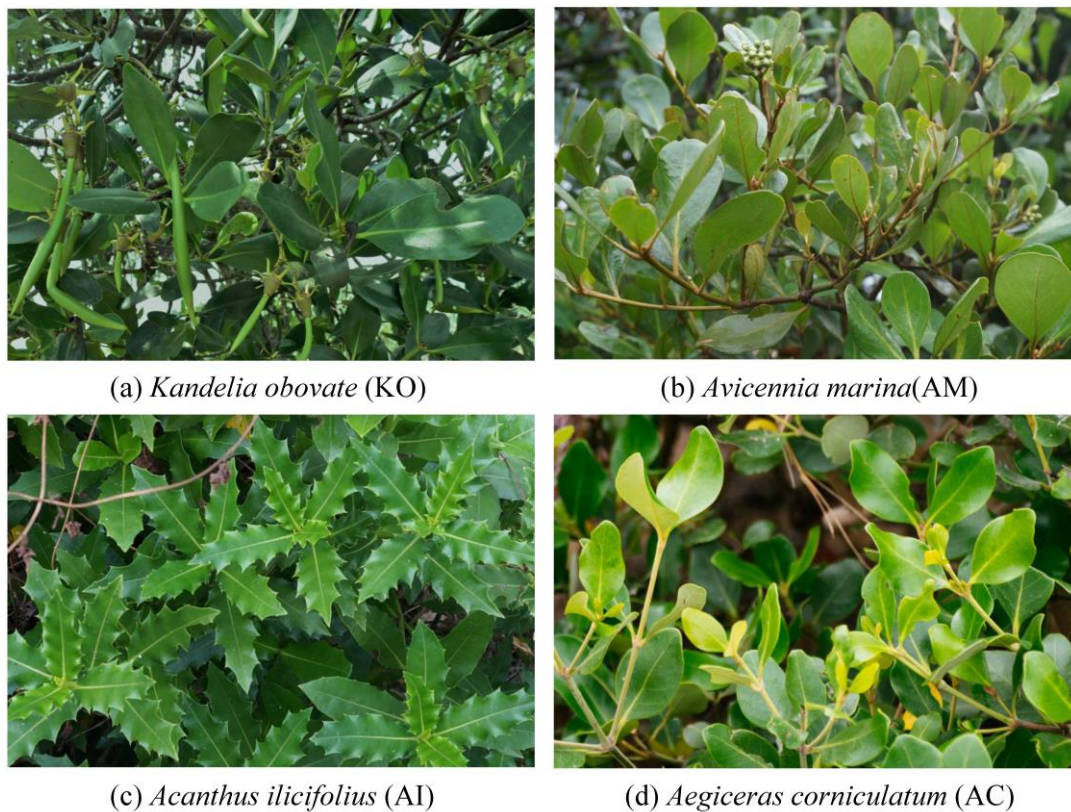 (a) Kandelia obovate (KO)
(b) Avicennia marina(AM)
(c) Acanthus ilicifolius (AI)
(d) Aegiceras corniculatum (AC)